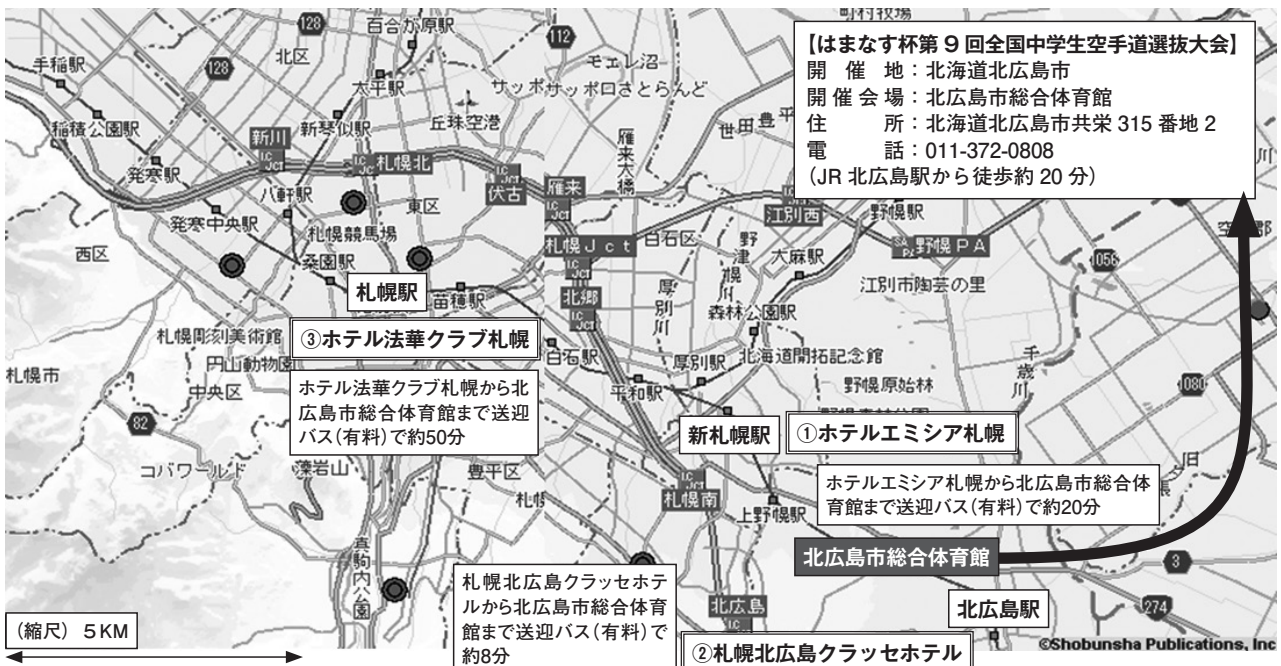 【はまなす杯第9回全国中学生空手道選抜大会】
開催地：北海道北広島市
開催会場：北広島市総合体育館
住所：北海道北広島市共栄 315 番地 2
電話：011-372-0808
（JR 北広島駅から徒歩約 20 分）
町村牧場
128
百合が原駅
112
モエレ沼
北区
手稲駅
128
太平駅
サッポサッポロさとらんど
稲積公園駅
新川
新琴似駅
丘珠空港
雁来大橋
世田豊平
発寒駅
札幌北
伏古
雁来
八軒駅
東区
江別西
野幌駅
発寒中央駅
札幌競馬場
札幌Jct
白石区
野津幌川
大麻駅
野幌PA
西区
桑園駅
1056
札幌駅
苗穂駅
北郷
厚別川
江別市陶芸の里
森林公園駅
札幌彫刻美術館
③ホテル法華クラブ札幌
白石駅
厚別駅
北海道開拓記念館
千歳川
円山動物園
札幌市
中央区
ホテル法華クラブ札幌から北
広島市総合体育館まで送迎
バス（有料）で約50分
平和駅
野幌原始林
1080
82
新札幌駅
①ホテルエミシア札幌
コバワールド
藻岩山
豊平区
札幌南
上野幌駅
ホテルエミシア札幌から北広島市総合体
育館まで送迎バス（有料）で約20分
旧
真駒内公園
北広島市総合体育館
3
札幌北広島クラッセホテ
ルから北広島市総合体育
館まで送迎バス（有料）で
約8分
北広島
北広島駅
274
（縮尺）5KM
②札幌北広島クラッセホテル
©Shobunsha Publications, Inc